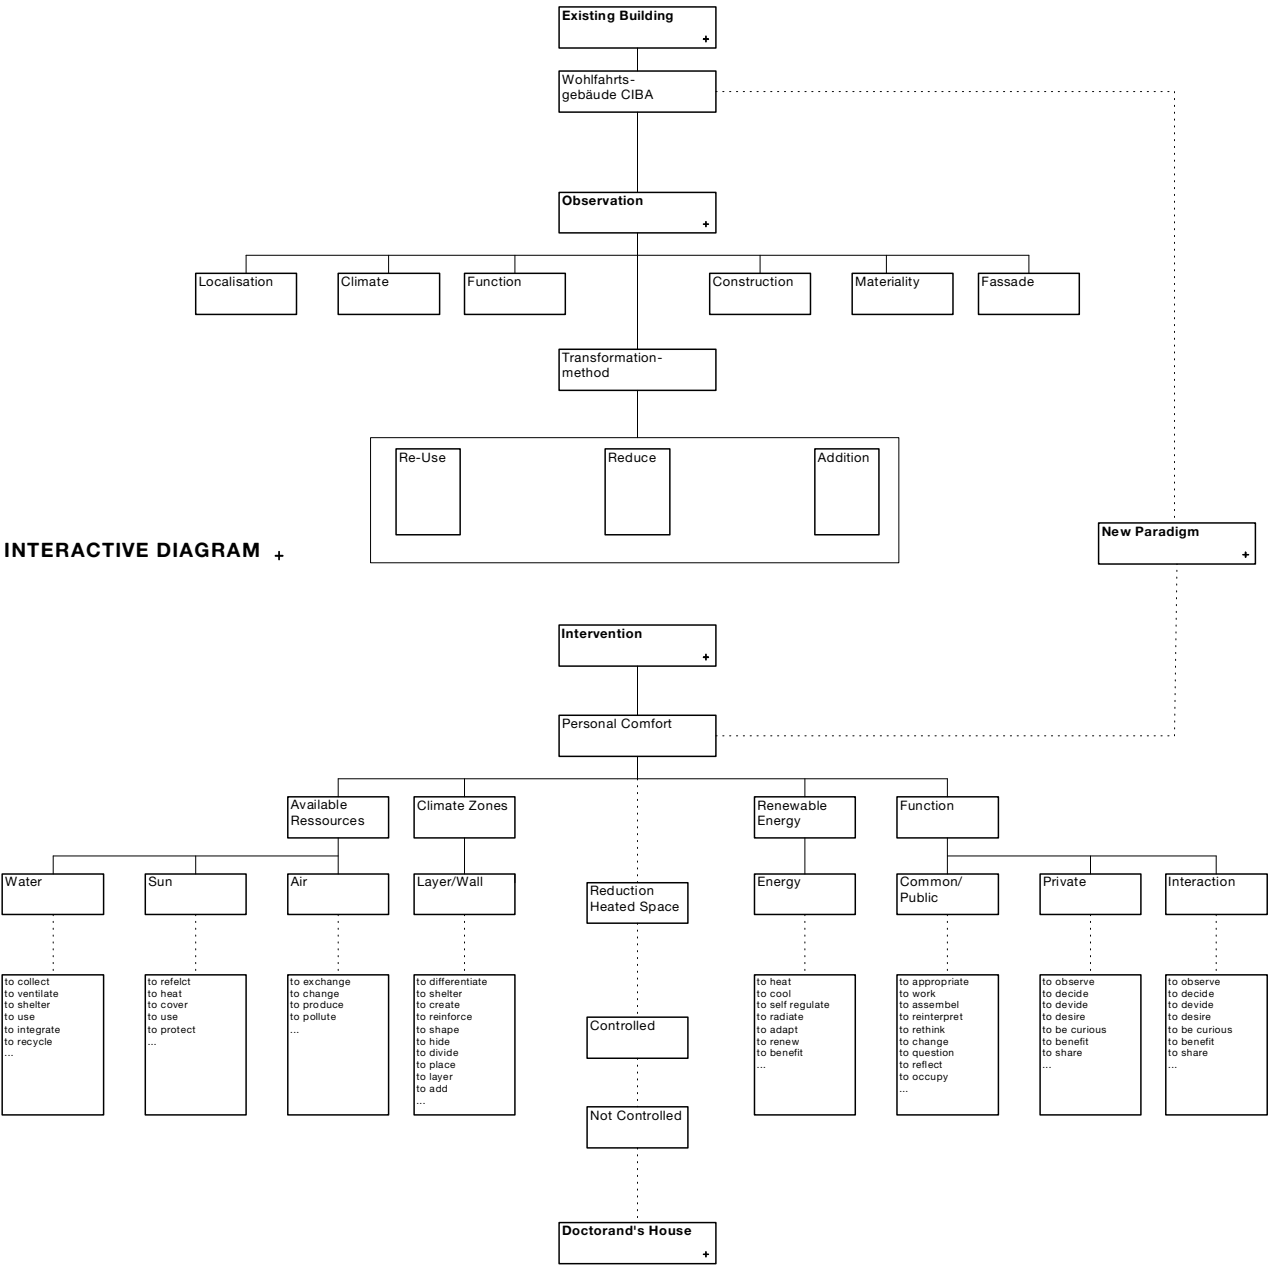 Existing Building
+
Wohlfahrts-
gebäude CIBA
Observation
+
Localisation
Climate
Function
Construction
Materiality
Fassade
Transformation-
method
Re-Use
Reduce
Addition
INTERACTIVE DIAGRAM +
New Paradigm
+
Intervention
+
Personal Comfort
Available
Ressources
Climate Zones
Renewable
Energy
Function
Water
Sun
Air
Layer/Wall
Reduction
Heated Space
Energy
Common/
Public
Private
Interaction
to collect
to ventilate
to shelter
to use
to integrate
to recycle
...
to refelct
to heat
to cover
to use
to protect
...
to exchange
to change
to produce
to pollute
...
to differentiate
to shelter
to create
to reinforce
to shape
to hide
to divide
to place
to layer
to add
...
Controlled
Not Controlled
to heat
to cool
to self regulate
to radiate
to adapt
to renew
to benefit
...
to appropriate
to work
to assembel
to reinterpret
to rethink
to change
to question
to reflect
to occupy
...
to observe
to decide
to devide
to desire
to be curious
to benefit
to share
...
to observe
to decide
to devide
to desire
to be curious
to benefit
to share
...
Doctorand's House
+